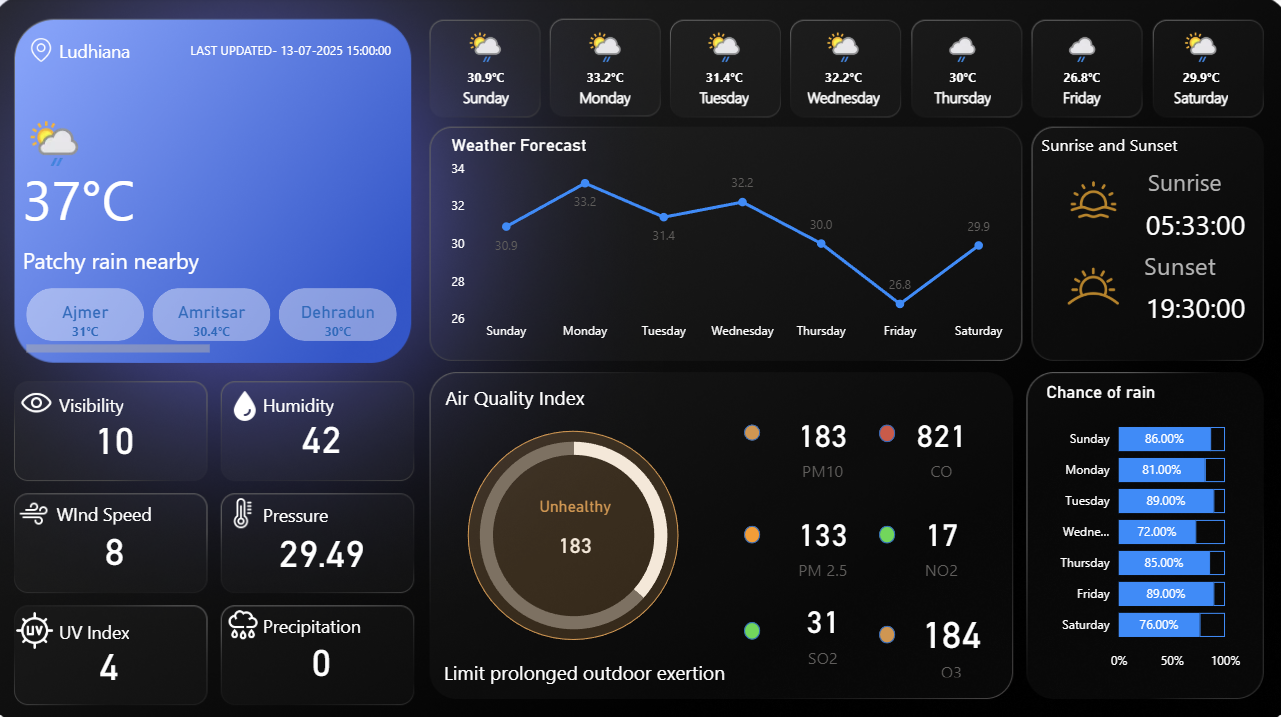 Ludhiana
LAST UPDATED- 13-07-2025 15:00:00
37°C
Patchy rain nearby
Ajmer
31°C
Amritsar
30.4°C
Dehradun
30°C
30.9°C
Sunday
33.2°C
Monday
31.4°C
Tuesday
32.2°C
Wednesday
30°C
Thursday
26.8°C
Friday
29.9°C
Saturday
Weather Forecast
34
32
30
28
26
30.9
33.2
31.4
32.2
30.0
26.8
29.9
Sunday
Monday
Tuesday
Wednesday
Thursday
Friday
Saturday
Sunrise and Sunset
Sunrise
05:33:00
Sunset
19:30:00
Visibility
10
Humidity
42
WInd Speed
8
Pressure
29.49
UV
UV Index
4
Precipitation
0
Air Quality Index
Unhealthy
183
Limit prolonged outdoor exertion
183
PM10
821
CO
133
PM 2.5
17
NO2
31
SO2
184
O3
Chance of rain
Sunday 86.00%
Monday 81.00%
Tuesday 89.00%
Wedne... 72.00%
Thursday 85.00%
Friday 89.00%
Saturday 76.00%
0% 50% 100%